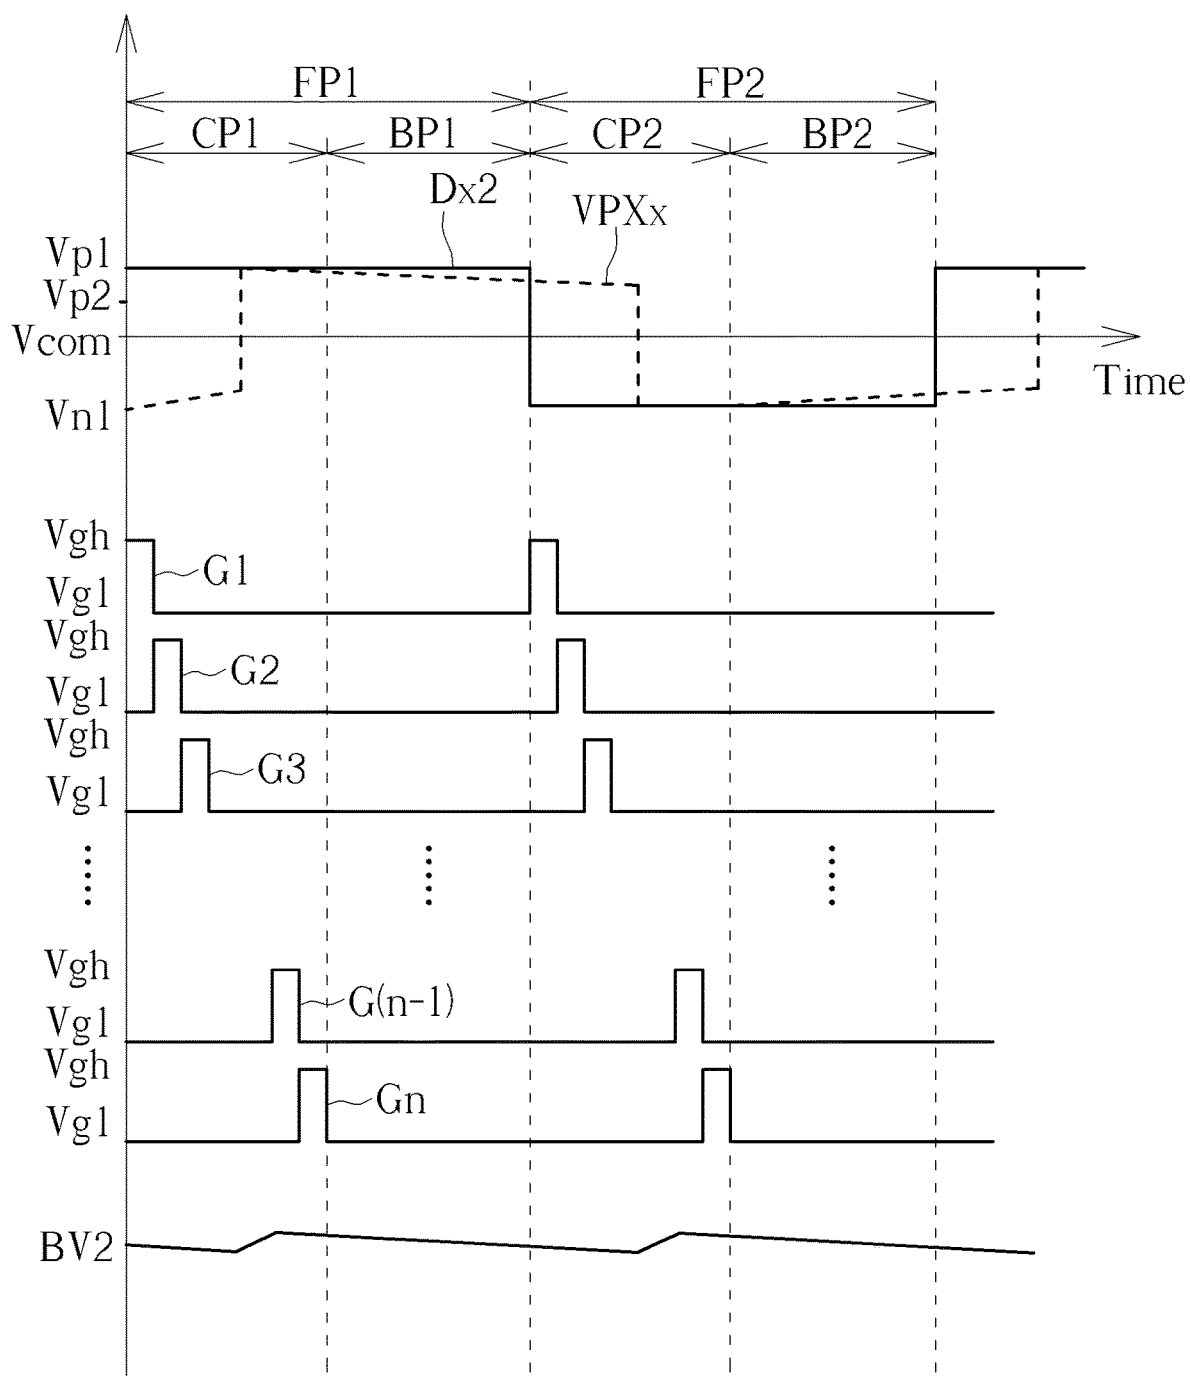 FP1 FP2
CP1 BP1 CP2 BP2
Dx2 VPXx
Vp1
Vp2
Vcom
Time
Vn1
Vgh
G1
Vg1
Vgh
G2
Vg1
Vgh
G3
Vg1
Vgh
G(n-1)
Vg1
Vgh
Gn
Vg1
BV2